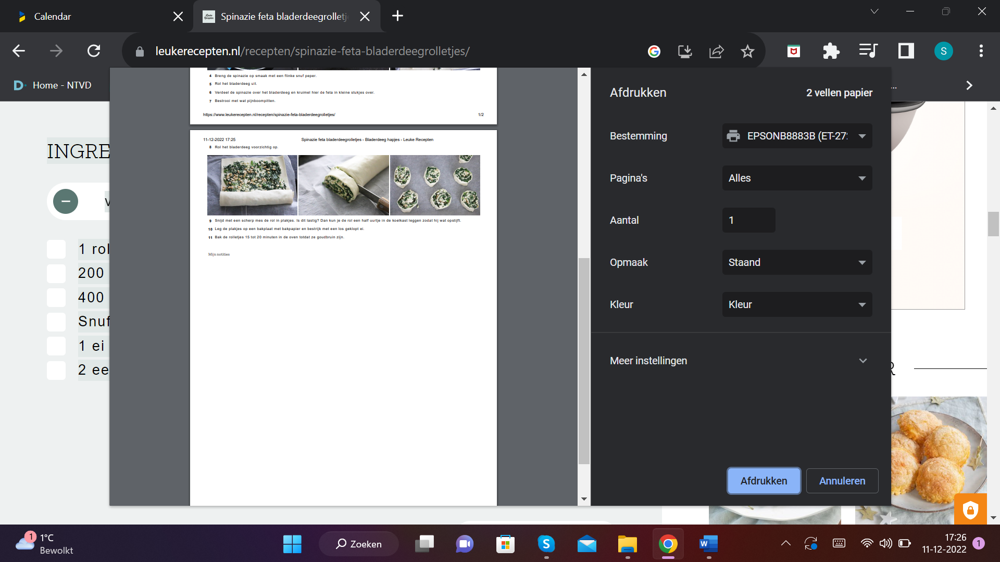 Calendar
Spinazie feta bladerdeegrolletj
leukerecepten.nl/recepten/spinazie-feta-bladerdeegrolletjes/
S
Home - NTVD
...
INGRE
1 rol
200
400
Snuf
1 ei
2 ee
4 Breng de spinazie op smaak met een flinke snuf peper.
5 Rol het bladerdeeg uit.
6 Verdeel de spinazie over het bladerdeeg en kruimel hier de feta in kleine stukjes over.
7 Bestrooi met wat pijnboompitten.
https://www.leukerecepten.nl/recepten/spinazie-feta-bladerdeegrolletjes/ 1/2
11-12-2022 17:25 Spinazie feta bladerdeegrolletjes - Bladerdeeg hapjes - Leuke Recepten
8 Rol het bladerdeeg voorzichtig op.
9 Snijd met een scherp mes de rol in plakjes. Is dit lastig? Dan kun je de rol een half uurtje in de koelkast leggen zodat hij wat opstijft.
10 Leg de plakjes op een bakplaat met bakpapier en bestrijk met een los geklopt ei.
11 Bak de rolletjes 15 tot 20 minuten in de oven totdat ze goudbruin zijn.
Mijn notities
Afdrukken 2 vellen papier
Bestemming EPSONB8883B (ET-27
Pagina's Alles
Aantal 1
Opmaak Staand
Kleur Kleur
Meer instellingen
Afdrukken Annuleren
R
1 1°C
Bewolkt
Zoeken
17:26
11-12-2022
1